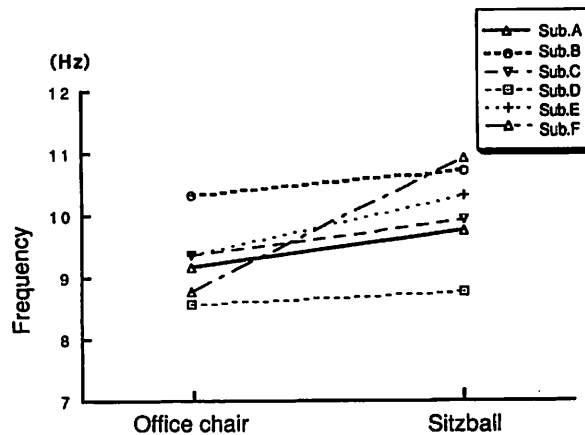 (Hz)
12
11
10
9
8
7
Frequency
Office chair
Sitzball
Sub.A
Sub.B
Sub.C
Sub.D
Sub.E
Sub.F